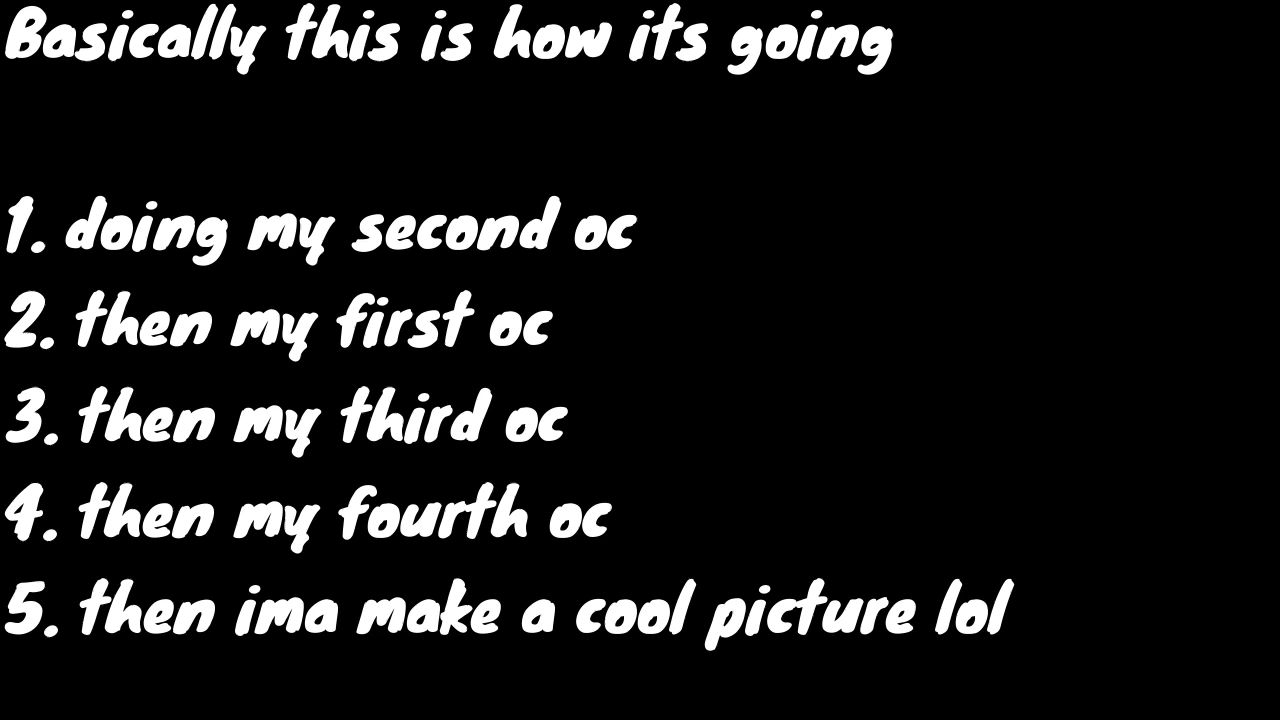 Basically this is how its going
1. doing my second oc
2. then my first oc
3. then my third oc
4. then my fourth oc
5. then ima make a cool picture lol